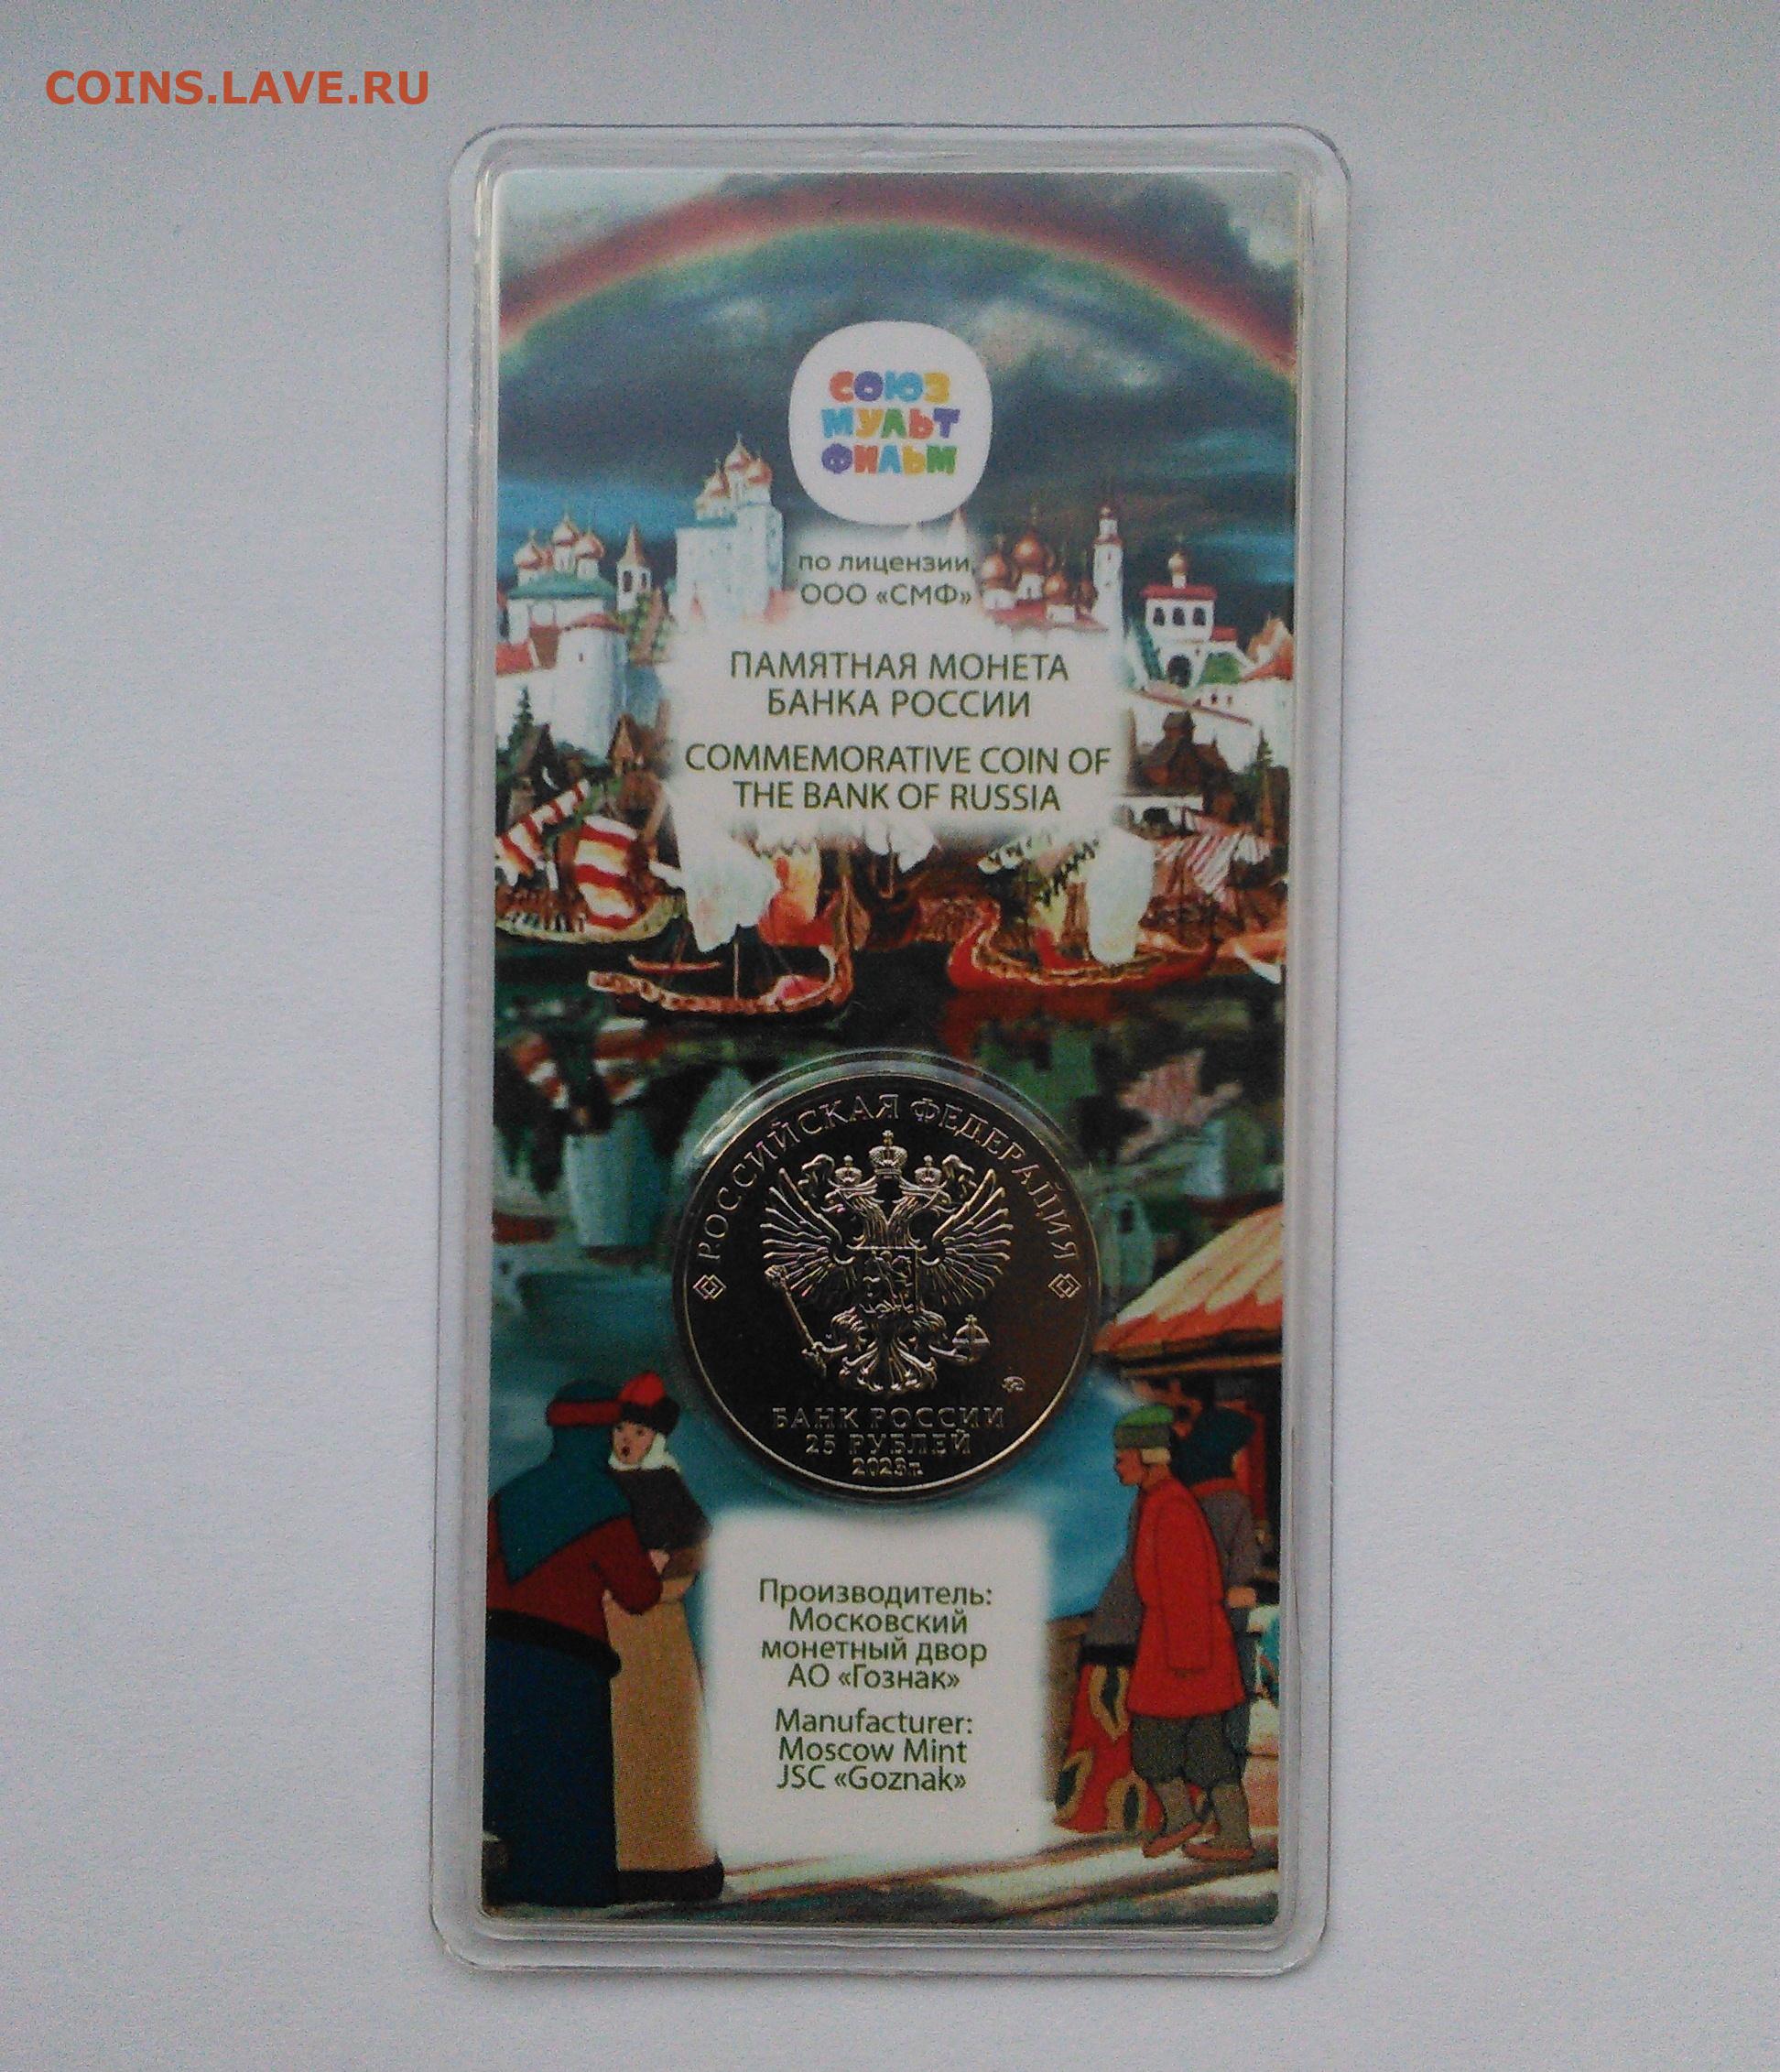 COINS.LAVE.RU
СОЮЗ
МУЛЬТ
ФИЛЬМ
по лицензии
ООО «СМФ»
ПАМЯТНАЯ МОНЕТА
БАНКА РОССИИ
COMMEMORATIVE COIN OF
THE BANK OF RUSSIA
РОССИЙСКАЯ ФЕДЕРАЦИЯ
БАНК РОССИИ
25 РУБЛЕЙ
2023г.
Производитель:
Московский
монетный двор
АО «Гознак»
Manufacturer:
Moscow Mint
JSC «Goznak»